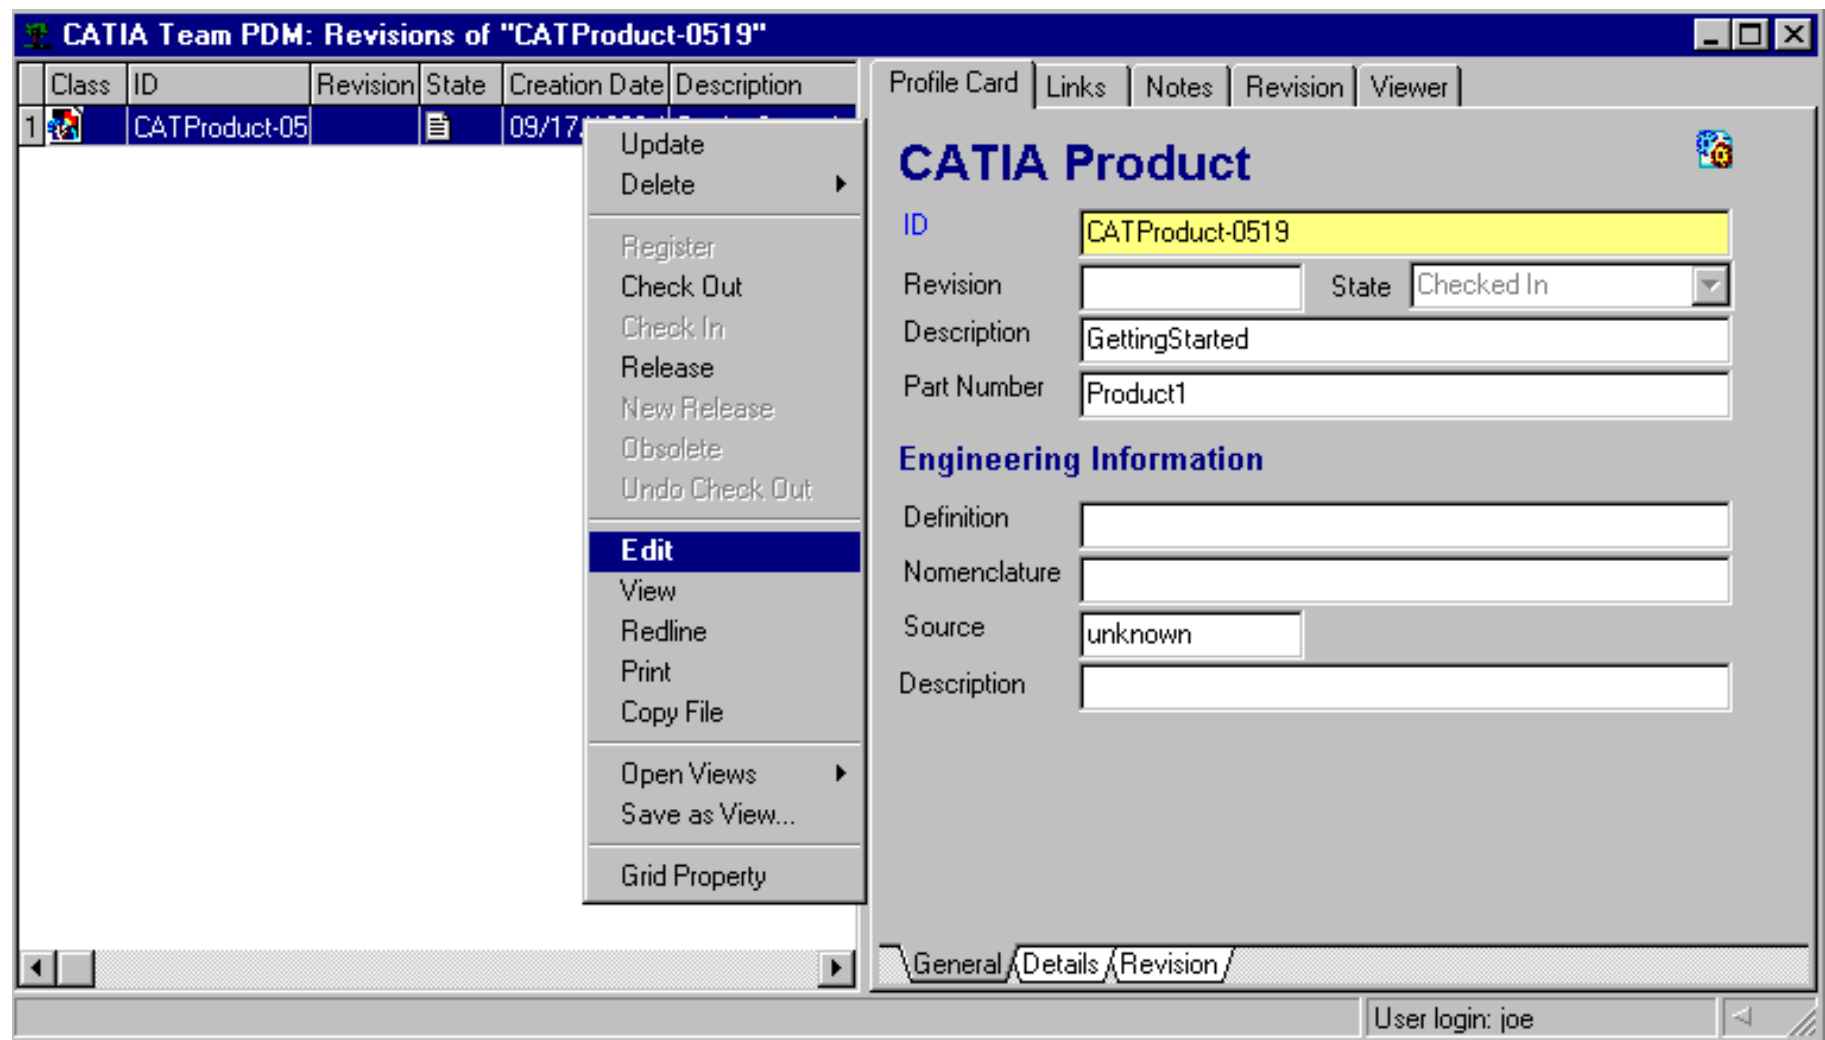 CATIA Team PDM: Revisions of "CATProduct-0519"
Class ID Revision State Creation Date Description
1 CATProduct-05 09/17/
Update
Delete
Register
Check Out
Check In
Release
New Release
Obsolete
Undo Check Out
Edit
View
Redline
Print
Copy File
Open Views
Save as View...
Grid Property
Profile Card Links Notes Revision Viewer
CATIA Product
ID CATProduct-0519
Revision State Checked In
Description GettingStarted
Part Number Product1
Engineering Information
Definition
Nomenclature
Source unknown
Description
General Details Revision
User login: joe